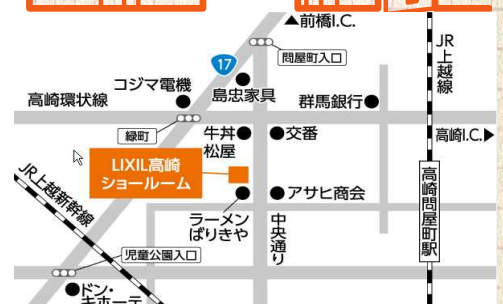 ▲前橋I.C.
JR上越線
問屋町入口
17
コジマ電機
島忠家具
高崎環状線
群馬銀行
緑町
牛丼
松屋
交番
高崎I.C.▶
LIXIL高崎
ショールーム
JR上越新幹線
アサヒ商会
高崎問屋町駅
ラーメン
ばりきや
中央通り
児童公園入口
ドン・
キホーテ